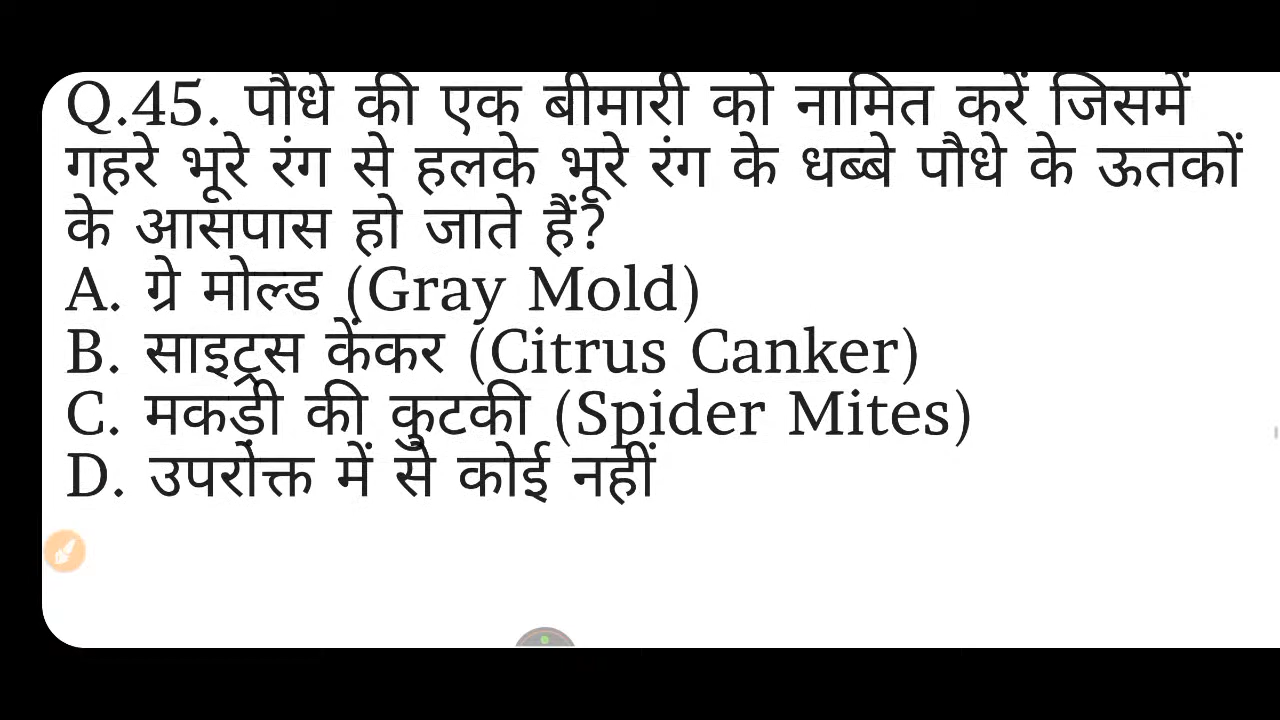 Q.45. पौधे की एक बीमारी को नामित करें जिसमें
गहरे भूरे रंग से हलके भूरे रंग के धब्बे पौधे के ऊतकों
के आसपास हो जाते हैं?
A. ग्रे मोल्ड (Gray Mold)
B. साइट्रस केंकर (Citrus Canker)
C. मकड़ी की कुटकी (Spider Mites)
D. उपरोक्त में से कोई नहीं